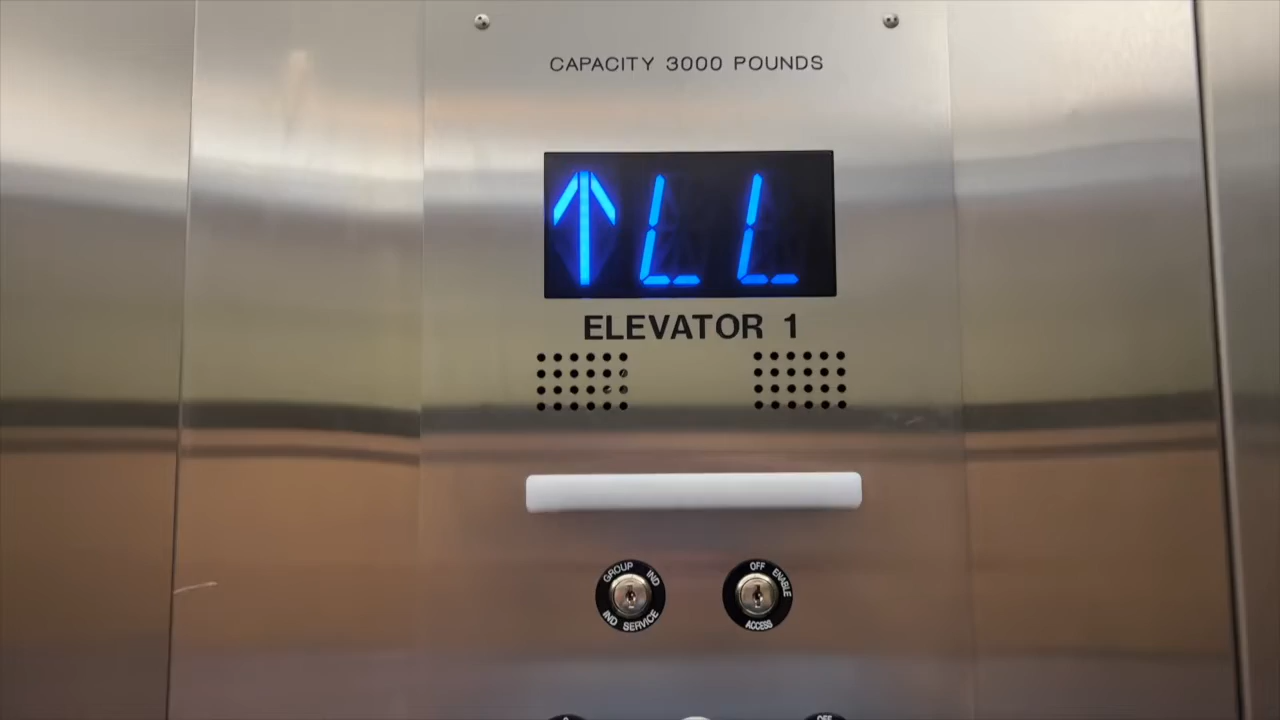 CAPACITY 3000 POUNDS
↑ LL
ELEVATOR 1
GROUP IND
IND SERVICE
OFF ENABLE
ACCESS